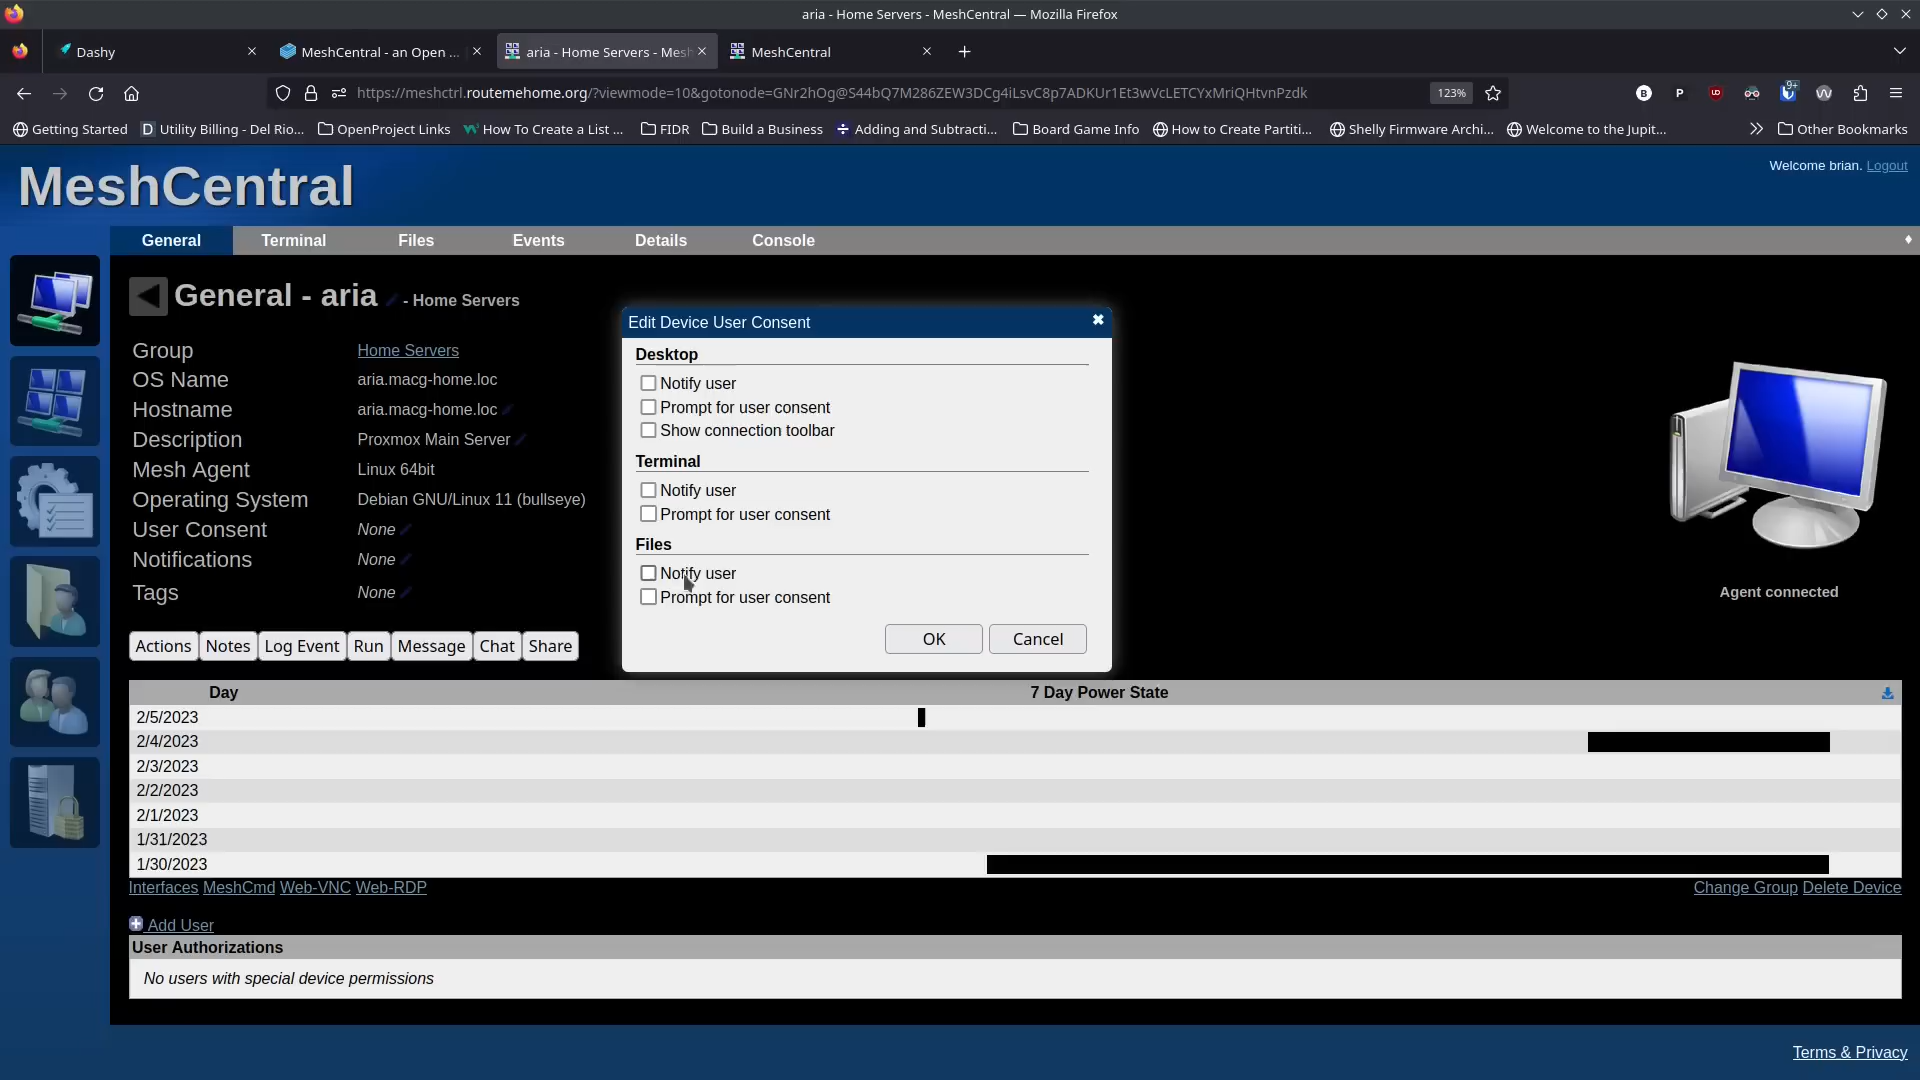 aria - Home Servers - MeshCentral — Mozilla Firefox
Dashy
MeshCentral - an Open ...
aria - Home Servers - Mesh
MeshCentral
https://meshctrl.routemehome.org/?viewmode=10&gotonode=GNr2hOg@S44bQ7M286ZEW3DCg4iLsvC8p7ADKUr1Et3wVcLETCYxMriQHtvnPzdk
123%
B
P
9+
Getting Started
D Utility Billing - Del Rio...
OpenProject Links
How To Create a List ...
FIDR
Build a Business
Adding and Subtracti...
Board Game Info
How to Create Partiti...
Shelly Firmware Archi...
Welcome to the Jupit...
Other Bookmarks
MeshCentral
Welcome brian. Logout
General Terminal Files Events Details Console
General - aria - Home Servers
Group Home Servers
OS Name aria.macg-home.loc
Hostname aria.macg-home.loc
Description Proxmox Main Server
Mesh Agent Linux 64bit
Operating System Debian GNU/Linux 11 (bullseye)
User Consent None
Notifications None
Tags None
Edit Device User Consent
Desktop
Notify user
Prompt for user consent
Show connection toolbar
Terminal
Notify user
Prompt for user consent
Files
Notify user
Prompt for user consent
OK Cancel
Agent connected
Actions Notes Log Event Run Message Chat Share
Day 7 Day Power State
2/5/2023
2/4/2023
2/3/2023
2/2/2023
2/1/2023
1/31/2023
1/30/2023
Interfaces MeshCmd Web-VNC Web-RDP
Change Group Delete Device
Add User
User Authorizations
No users with special device permissions
Terms & Privacy